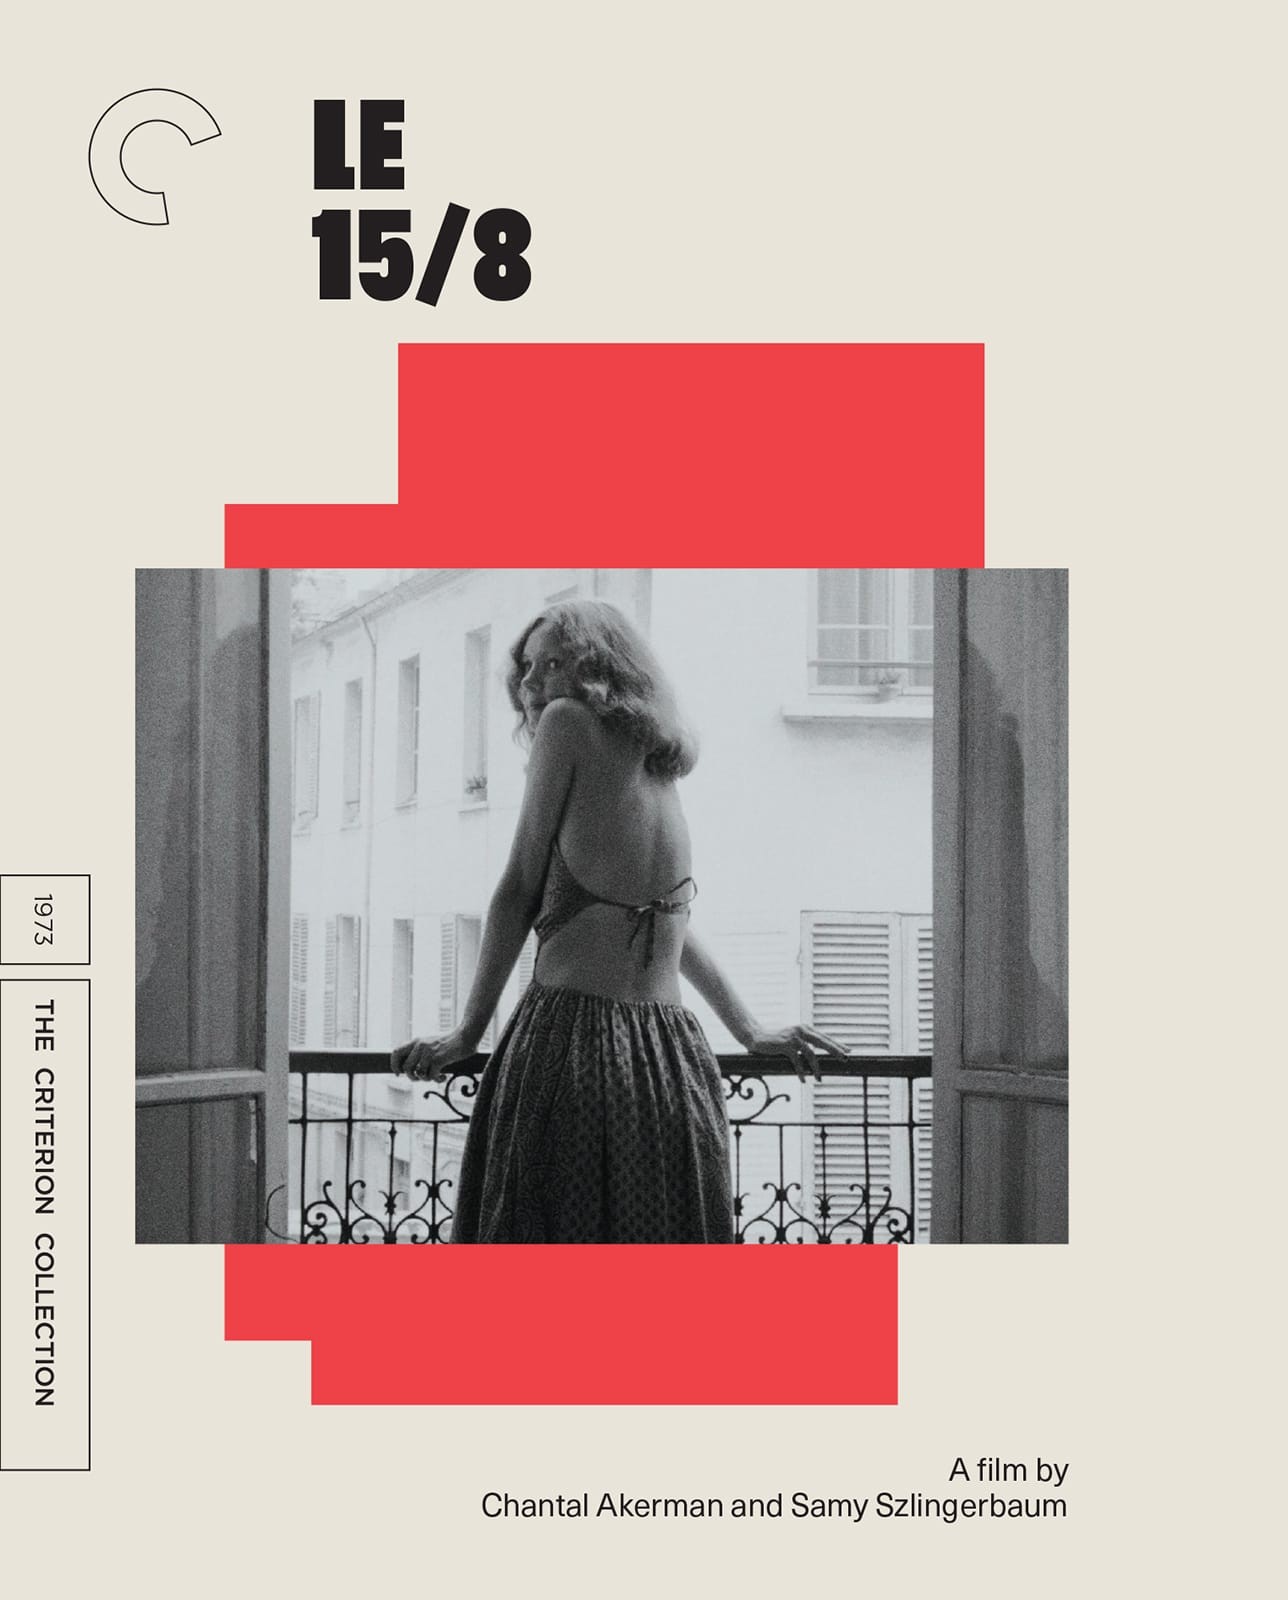 LE
15/8
1973
THE CRITERION COLLECTION
A film by
Chantal Akerman and Samy Szlingerbaum